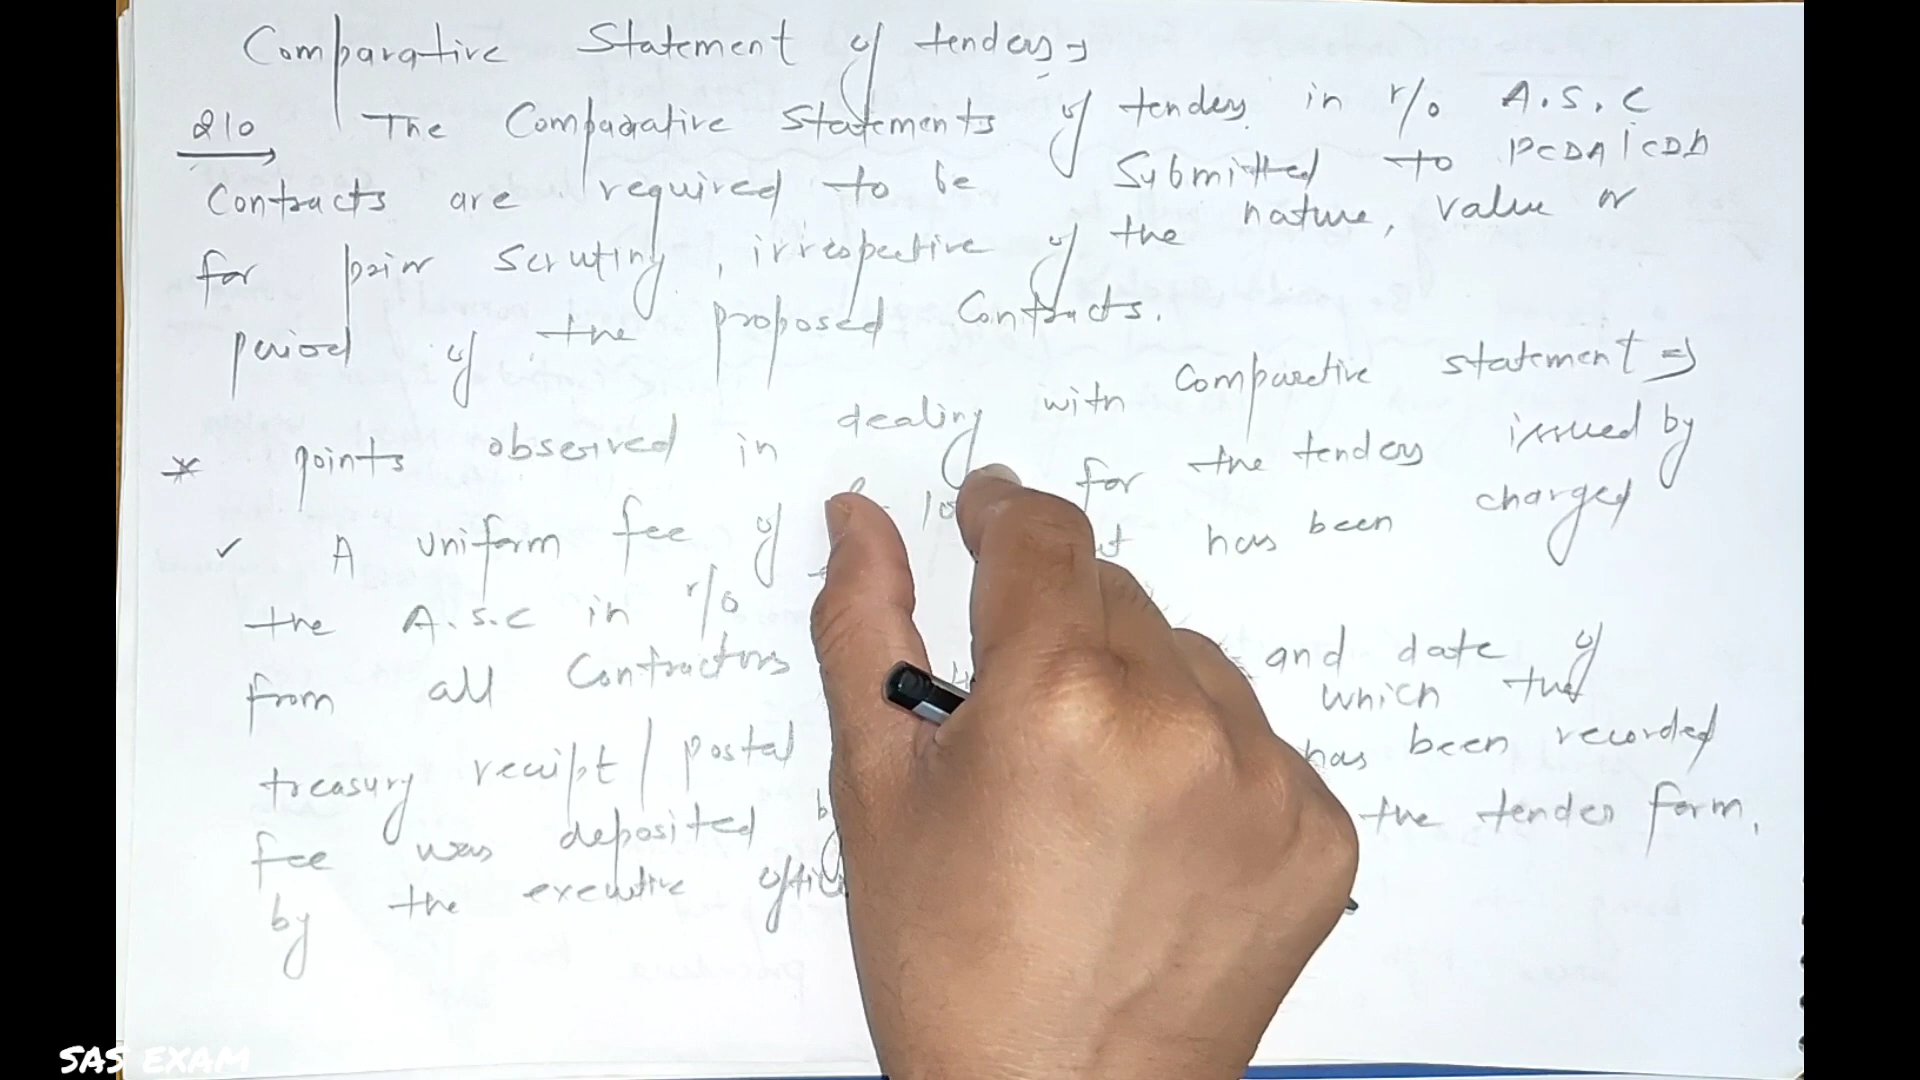 Comparative Statement of tenders →
210 The Comparative Statements of tenders in r/o A.S.C
Contracts are required to be Submitted to PCDA/CDA
for prior scrutiny, irrespective of the nature, value or
period of the proposed Contracts.
* points observed in dealing with comparative statement ⇒
✓ A uniform fee of 10 for the tenders issued by
the A.S.C in r/o has been charged
from all Contractors and date of
treasury receipt / postal which the
fee was deposited has been recorded
by the executive the tender form.
SAS EXAM